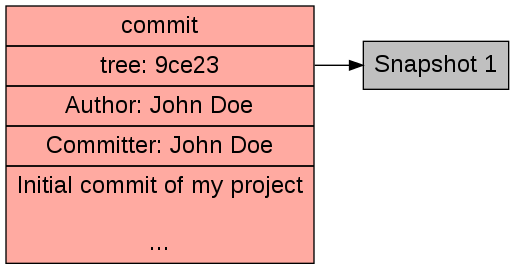 commit
tree: 9ce23
Snapshot 1
Author: John Doe
Committer: John Doe
Initial commit of my project
...